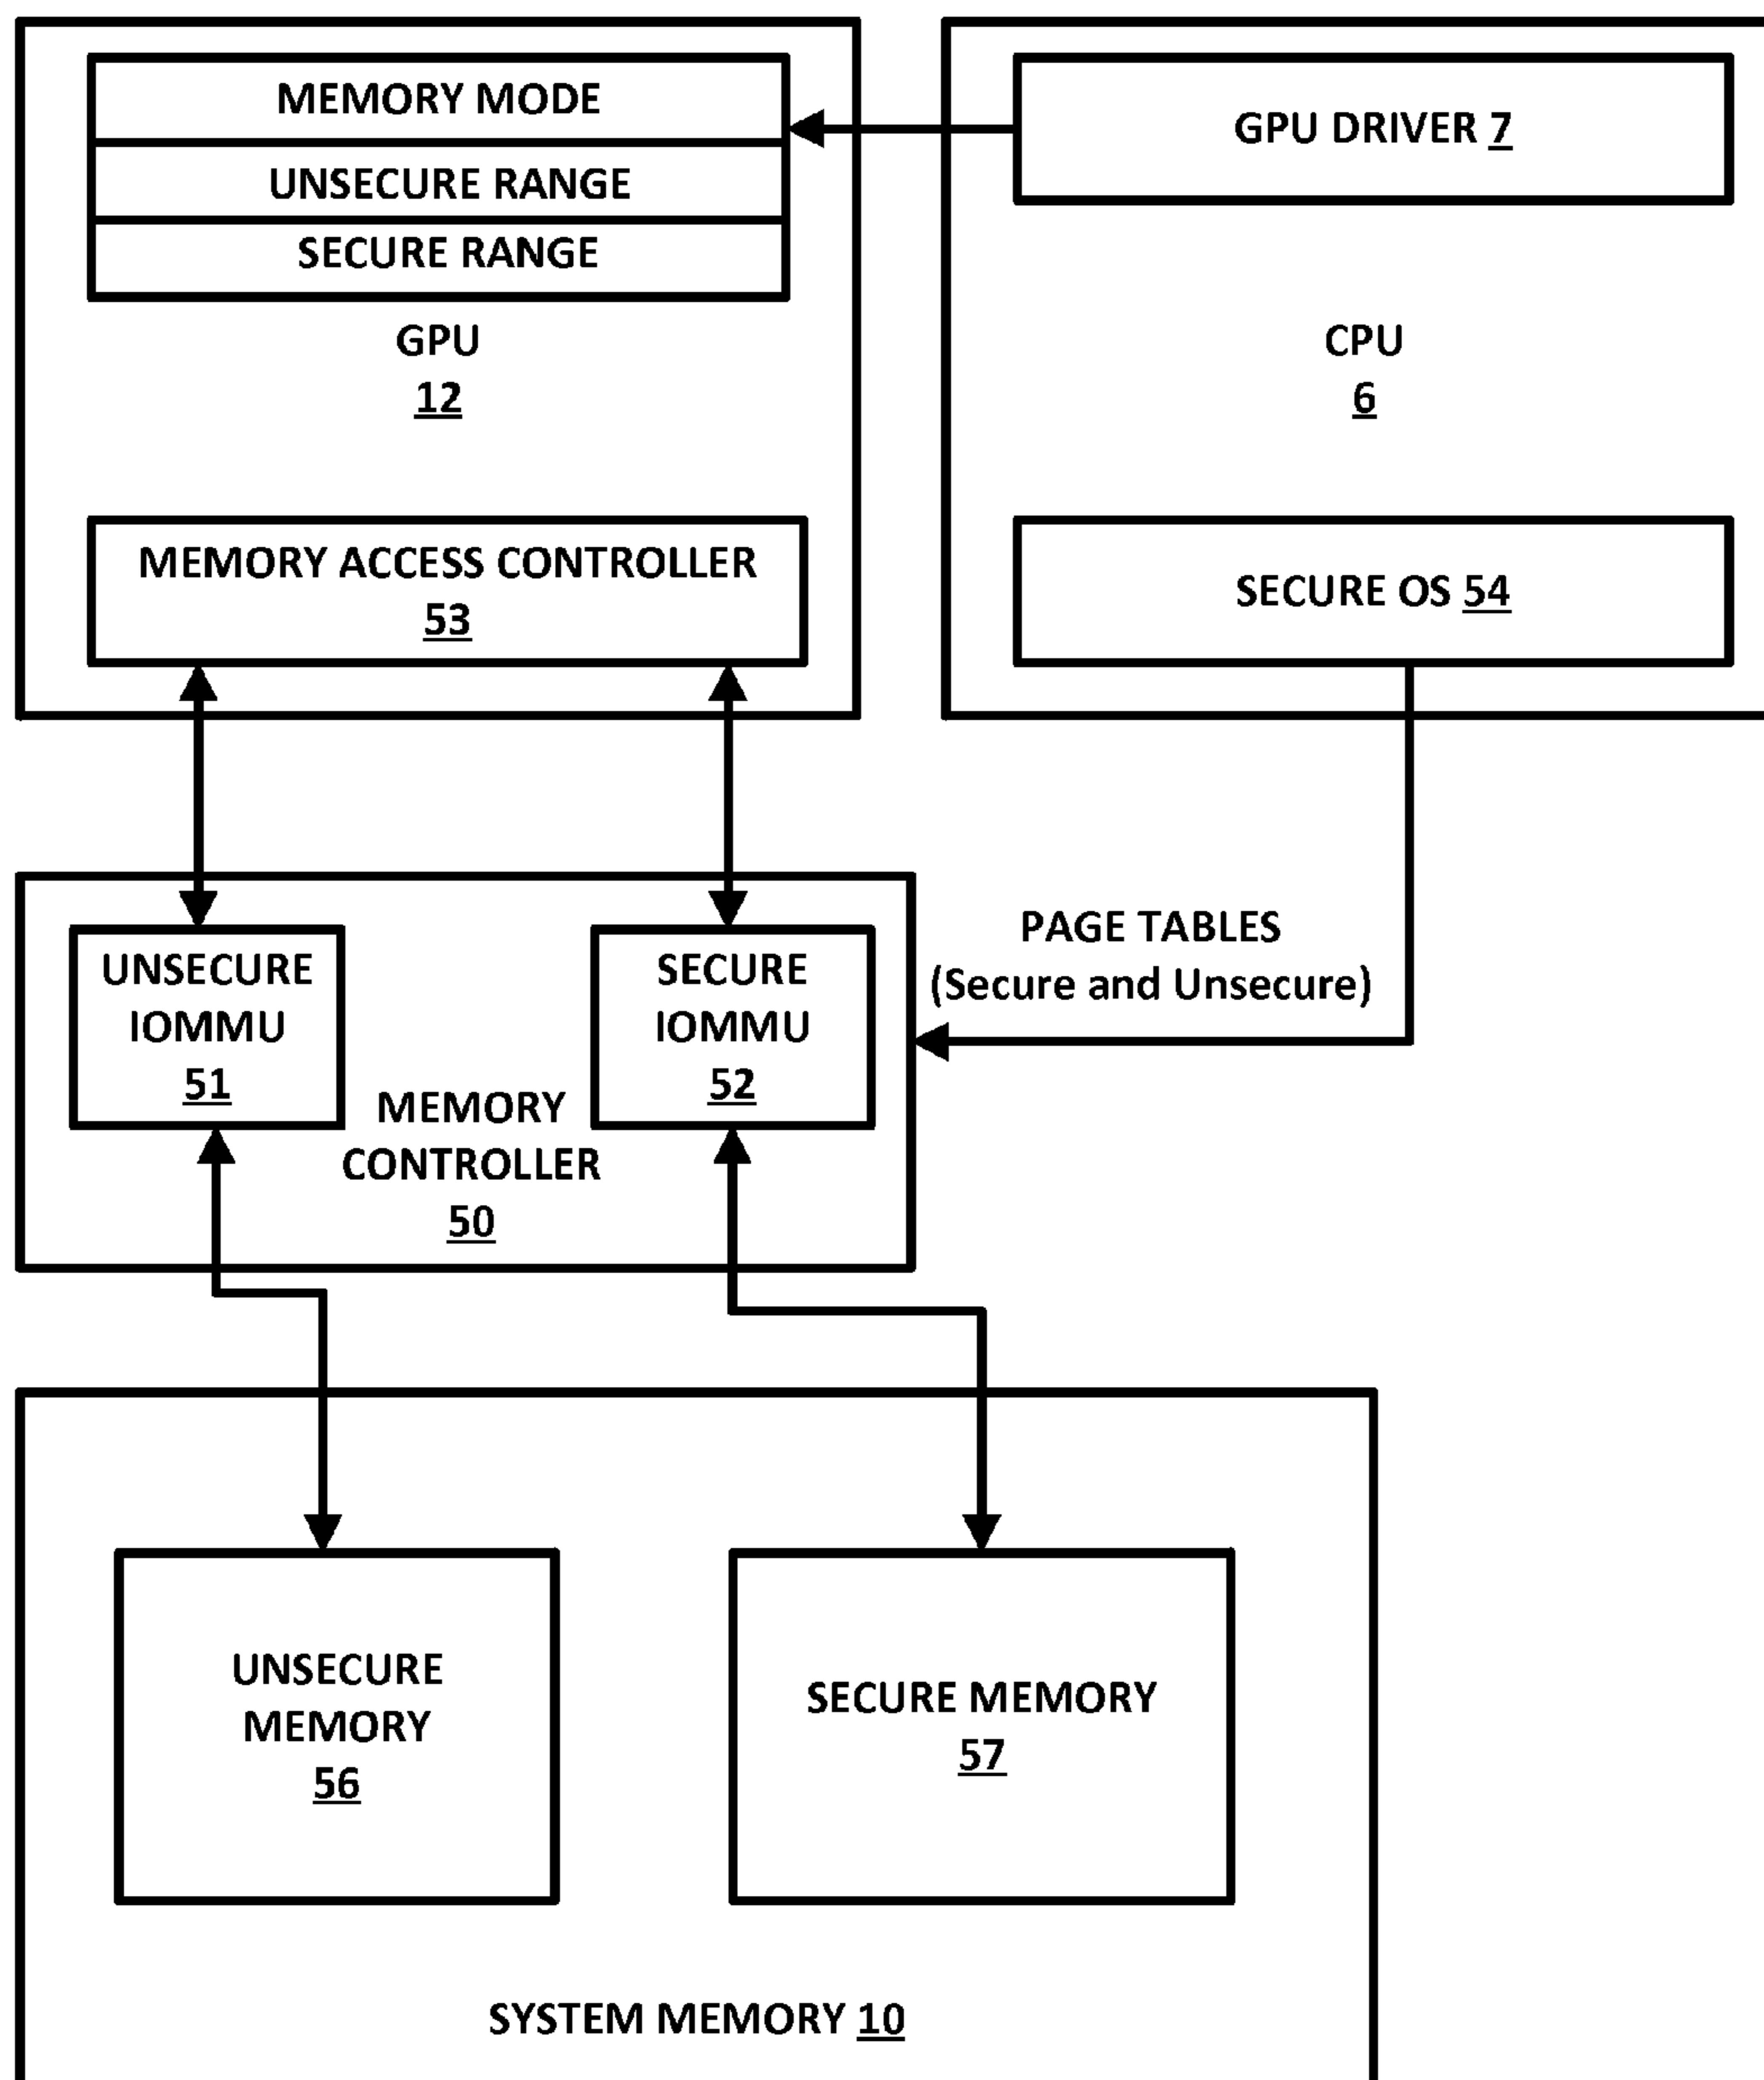 MEMORY MODE
UNSECURE RANGE
SECURE RANGE
GPU
12
MEMORY ACCESS CONTROLLER
53
GPU DRIVER 7
CPU
6
SECURE OS 54
UNSECURE
IOMMU
51
SECURE
IOMMU
52
MEMORY
CONTROLLER
50
PAGE TABLES
(Secure and Unsecure)
UNSECURE
MEMORY
56
SECURE MEMORY
57
SYSTEM MEMORY 10